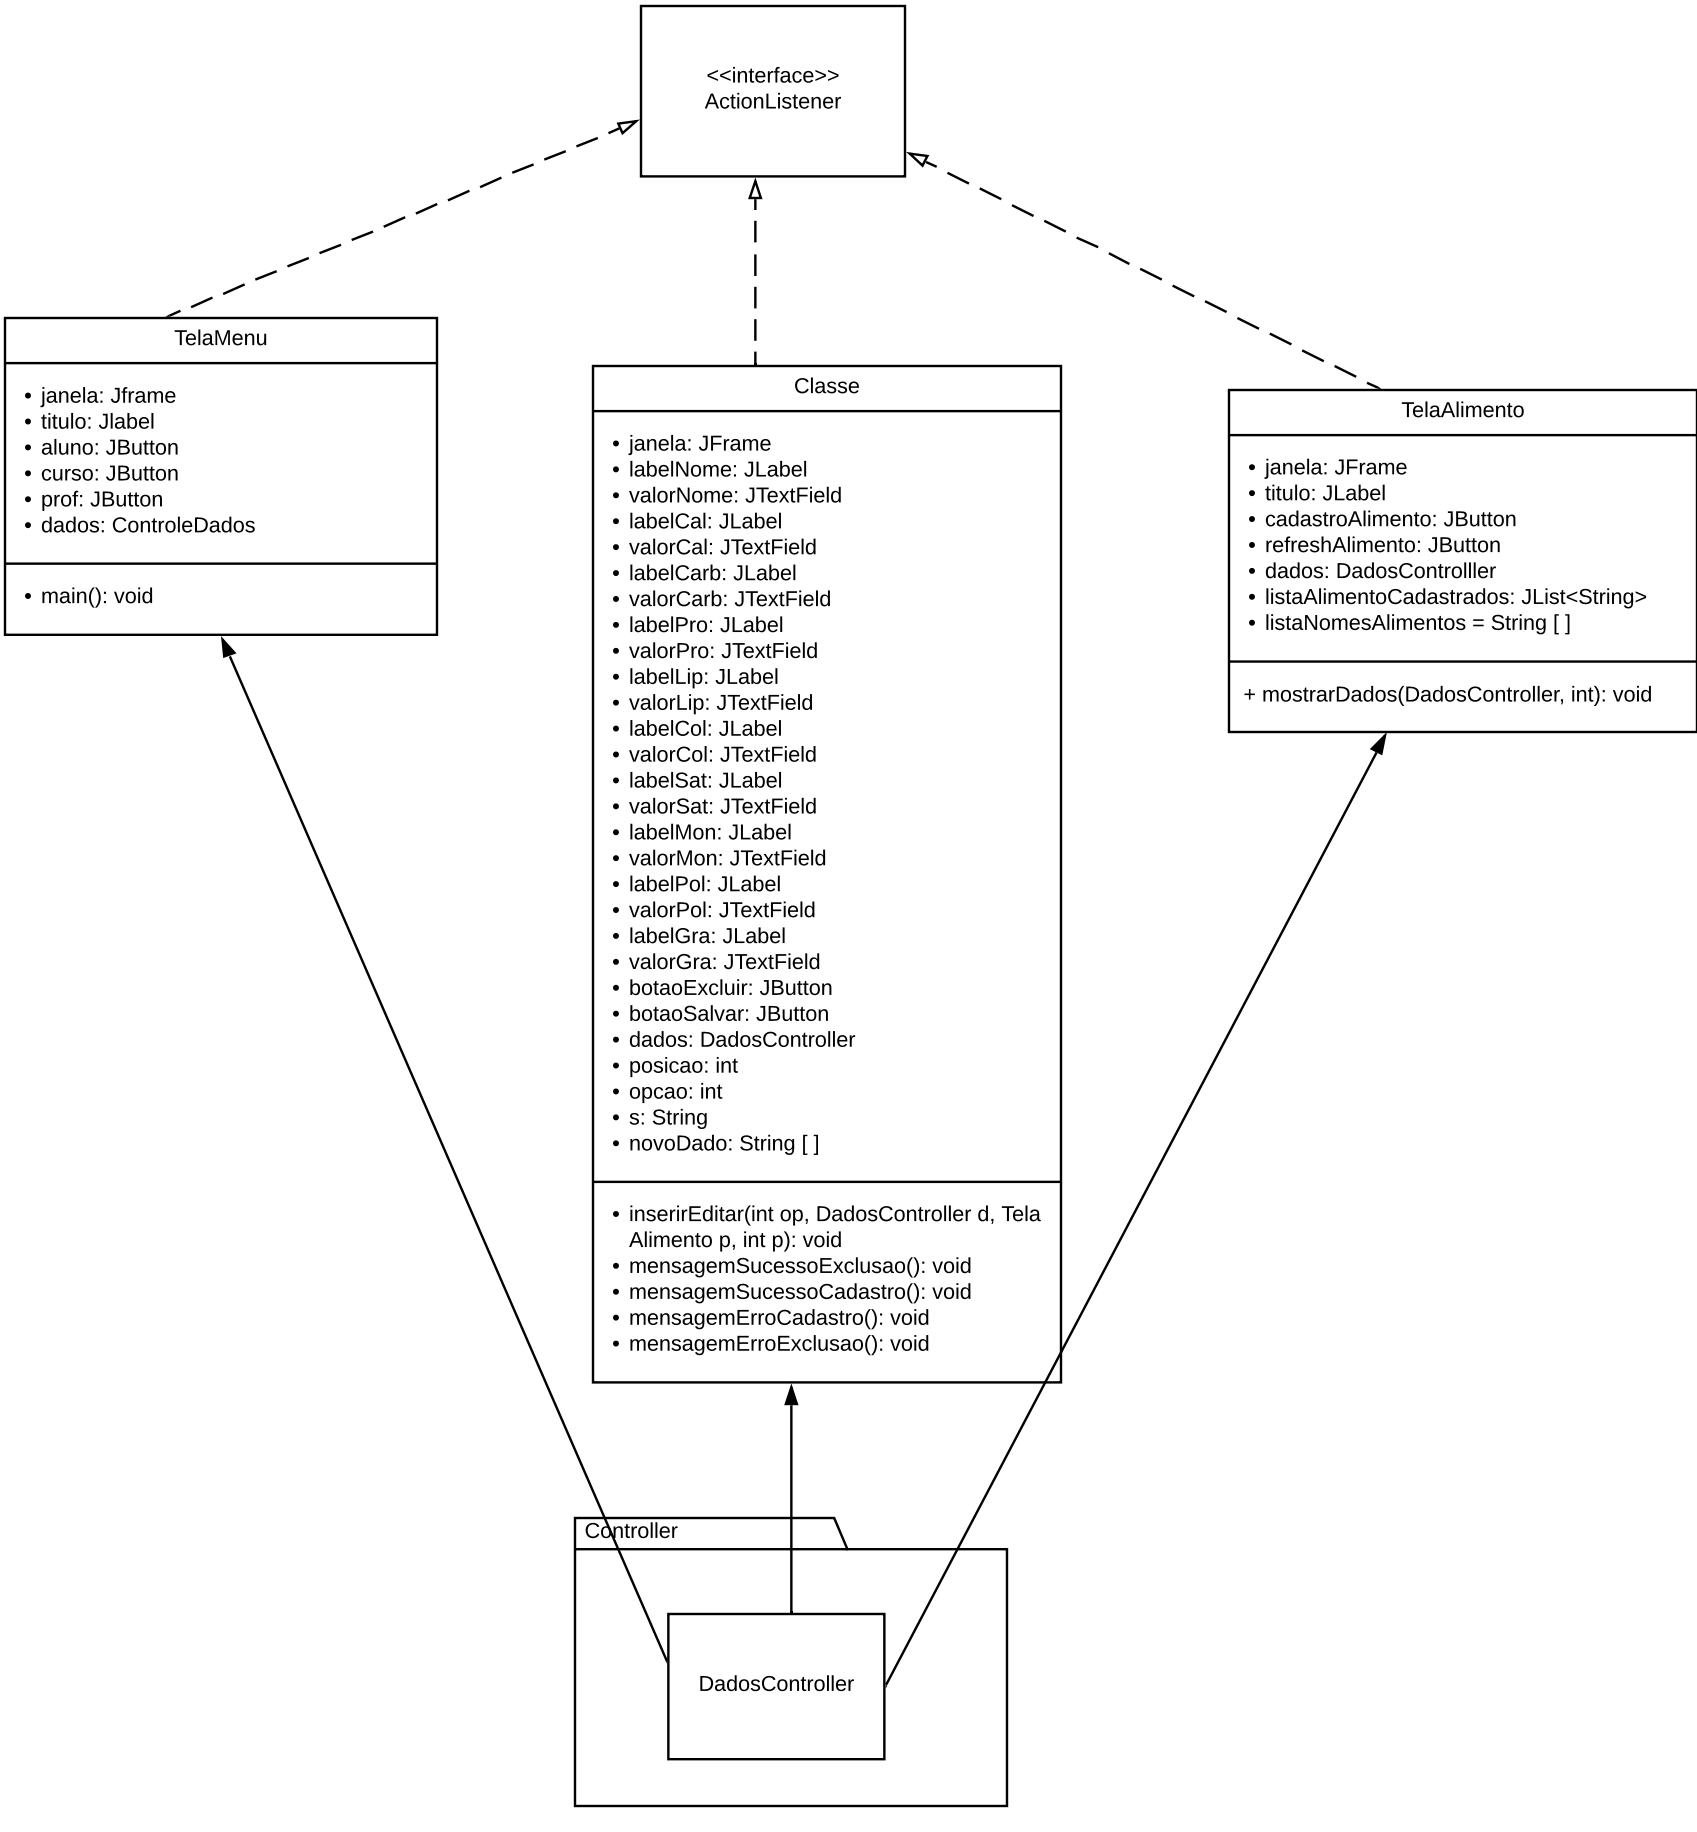 <<interface>>
ActionListener
TelaMenu
• janela: Jframe
• titulo: Jlabel
• aluno: JButton
• curso: JButton
• prof: JButton
• dados: ControleDados
• main(): void
Classe
• janela: JFrame
• labelNome: JLabel
• valorNome: JTextField
• labelCal: JLabel
• valorCal: JTextField
• labelCarb: JLabel
• valorCarb: JTextField
• labelPro: JLabel
• valorPro: JTextField
• labelLip: JLabel
• valorLip: JTextField
• labelCol: JLabel
• valorCol: JTextField
• labelSat: JLabel
• valorSat: JTextField
• labelMon: JLabel
• valorMon: JTextField
• labelPol: JLabel
• valorPol: JTextField
• labelGra: JLabel
• valorGra: JTextField
• botaoExcluir: JButton
• botaoSalvar: JButton
• dados: DadosController
• posicao: int
• opcao: int
• s: String
• novoDado: String [ ]
• inserirEditar(int op, DadosController d, Tela
Alimento p, int p): void
• mensagemSucessoExclusao(): void
• mensagemSucessoCadastro(): void
• mensagemErroCadastro(): void
• mensagemErroExclusao(): void
TelaAlimento
• janela: JFrame
• titulo: JLabel
• cadastroAlimento: JButton
• refreshAlimento: JButton
• dados: DadosControlller
• listaAlimentoCadastrados: JList<String>
• listaNomesAlimentos = String [ ]
+ mostrarDados(DadosController, int): void
Controller
DadosController